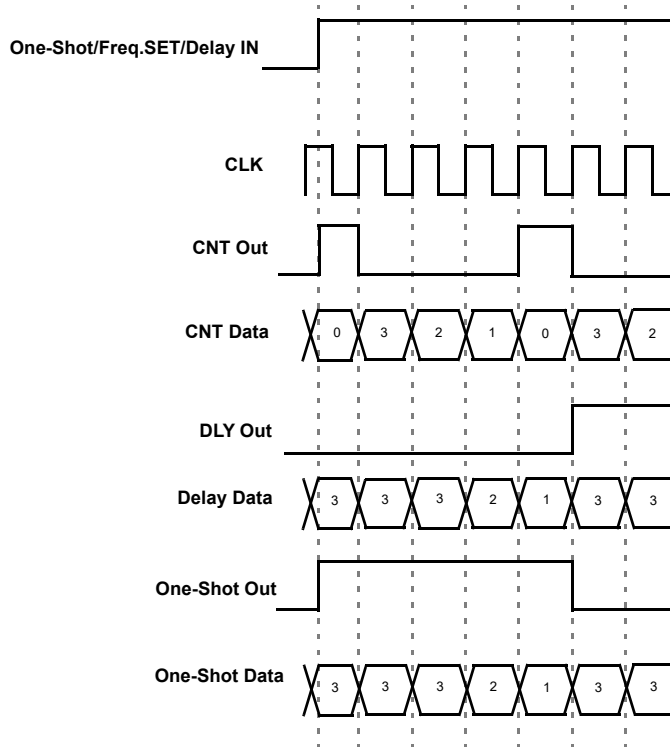 One-Shot/Freq.SET/Delay IN
CLK
CNT Out
CNT Data 0 3 2 1 0 3 2
DLY Out
Delay Data 3 3 3 2 1 3 3
One-Shot Out
One-Shot Data 3 3 3 2 1 3 3